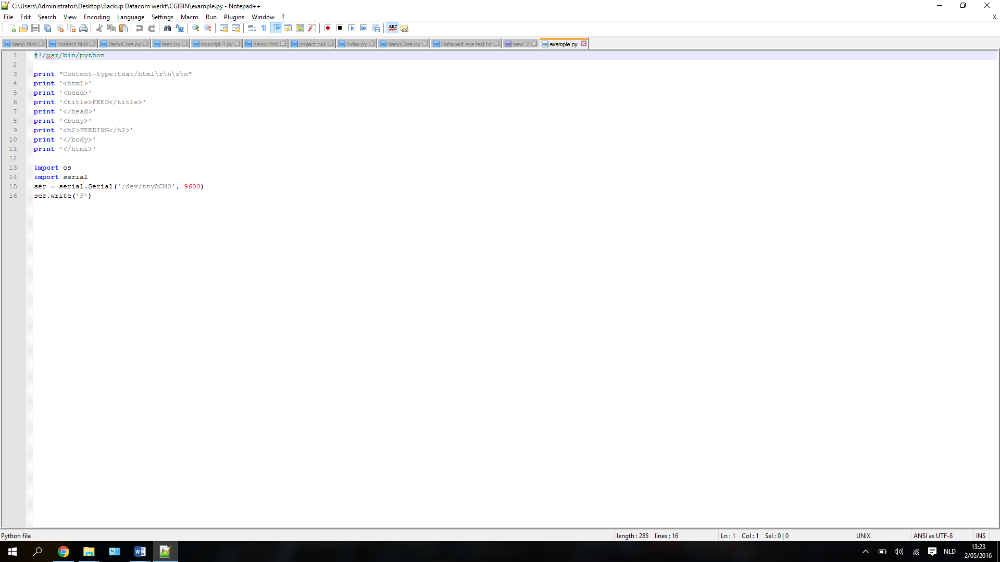 C:\Users\Administrator\Desktop\Backup Datacom werkt\CGIBIN\example.py - Notepad++
File Edit Search View Encoding Language Settings Macro Run Plugins Window ? X
ABC
demo.html contact.html demoCore.py feed.py myscript-1.py demo.html project.css index.py demoCore.py Datacent exa test.txt new 2 example.py
1 #!/usr/bin/python
2
3 print "Content-type:text/html\r\n\r\n"
4 print '<html>'
5 print '<head>'
6 print '<title>FEED</title>'
7 print '</head>'
8 print '<body>'
9 print '<h2>FEEDING</h2>'
10 print '</body>'
11 print '</html>'
12
13 import os
14 import serial
15 ser = serial.Serial('/dev/ttyACM0', 9600)
16 ser.write('F')
Python file length : 285 lines : 16 Ln : 1 Col : 1 Sel : 0 | 0 UNIX ANSI as UTF-8 INS
NLD 13:23
2/05/2016